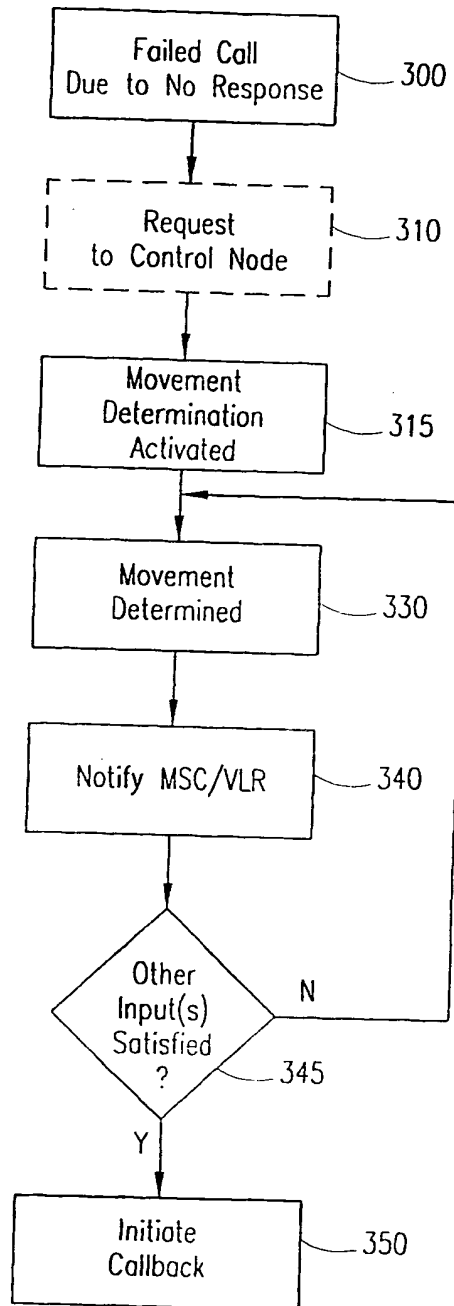 Failed Call
Due to No Response
300
Request
to Control Node
310
Movement
Determination
Activated
315
Movement
Determined
330
Notify MSC/VLR
340
Other
Input(s)
Satisfied
?
N
345
Y
Initiate
Callback
350